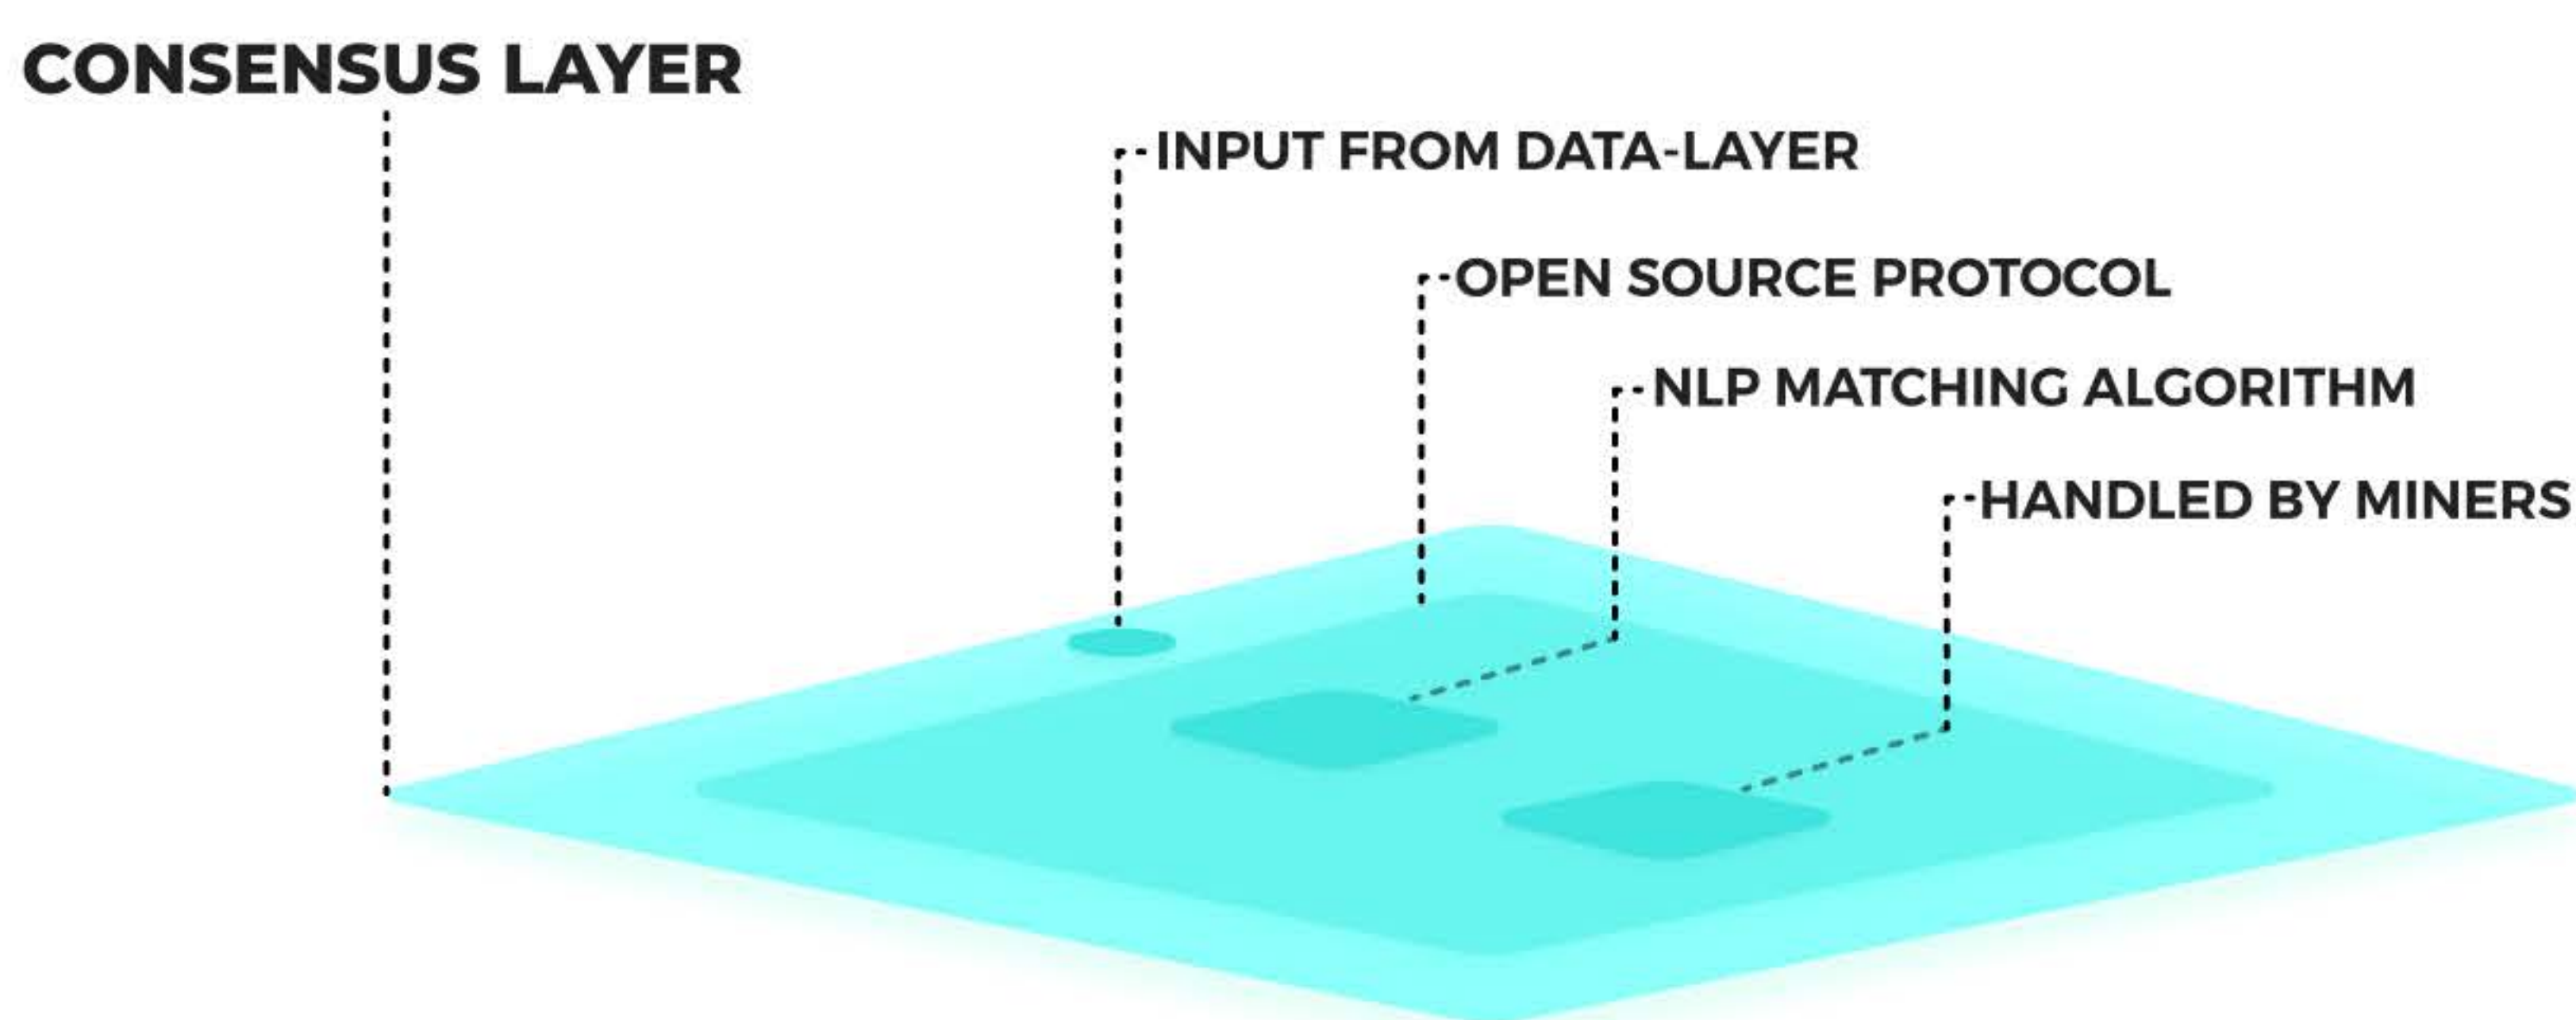 CONSENSUS LAYER
INPUT FROM DATA-LAYER
OPEN SOURCE PROTOCOL
NLP MATCHING ALGORITHM
HANDLED BY MINERS